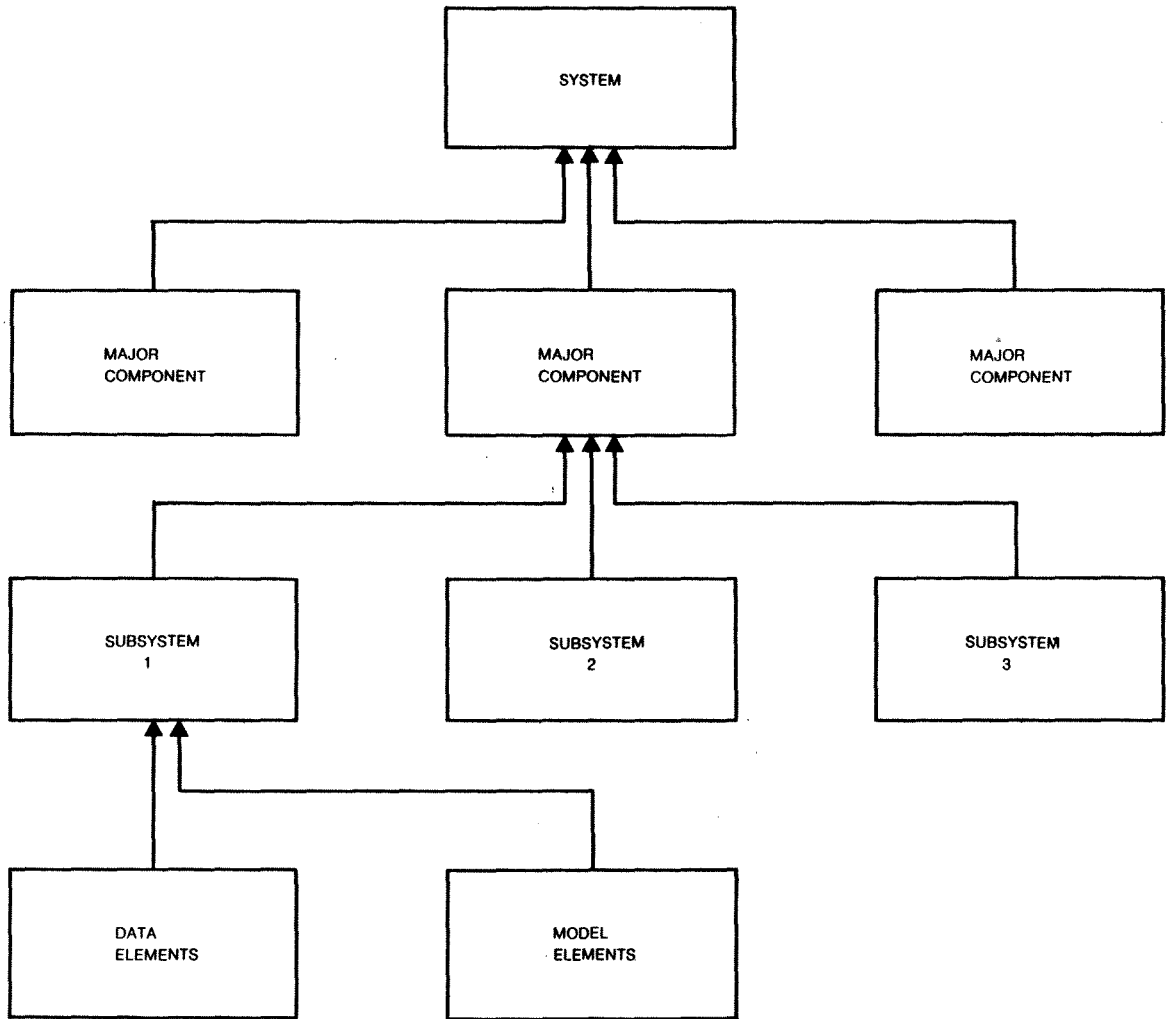 SYSTEM
MAJOR
COMPONENT
MAJOR
COMPONENT
MAJOR
COMPONENT
SUBSYSTEM
1
SUBSYSTEM
2
SUBSYSTEM
3
DATA
ELEMENTS
MODEL
ELEMENTS